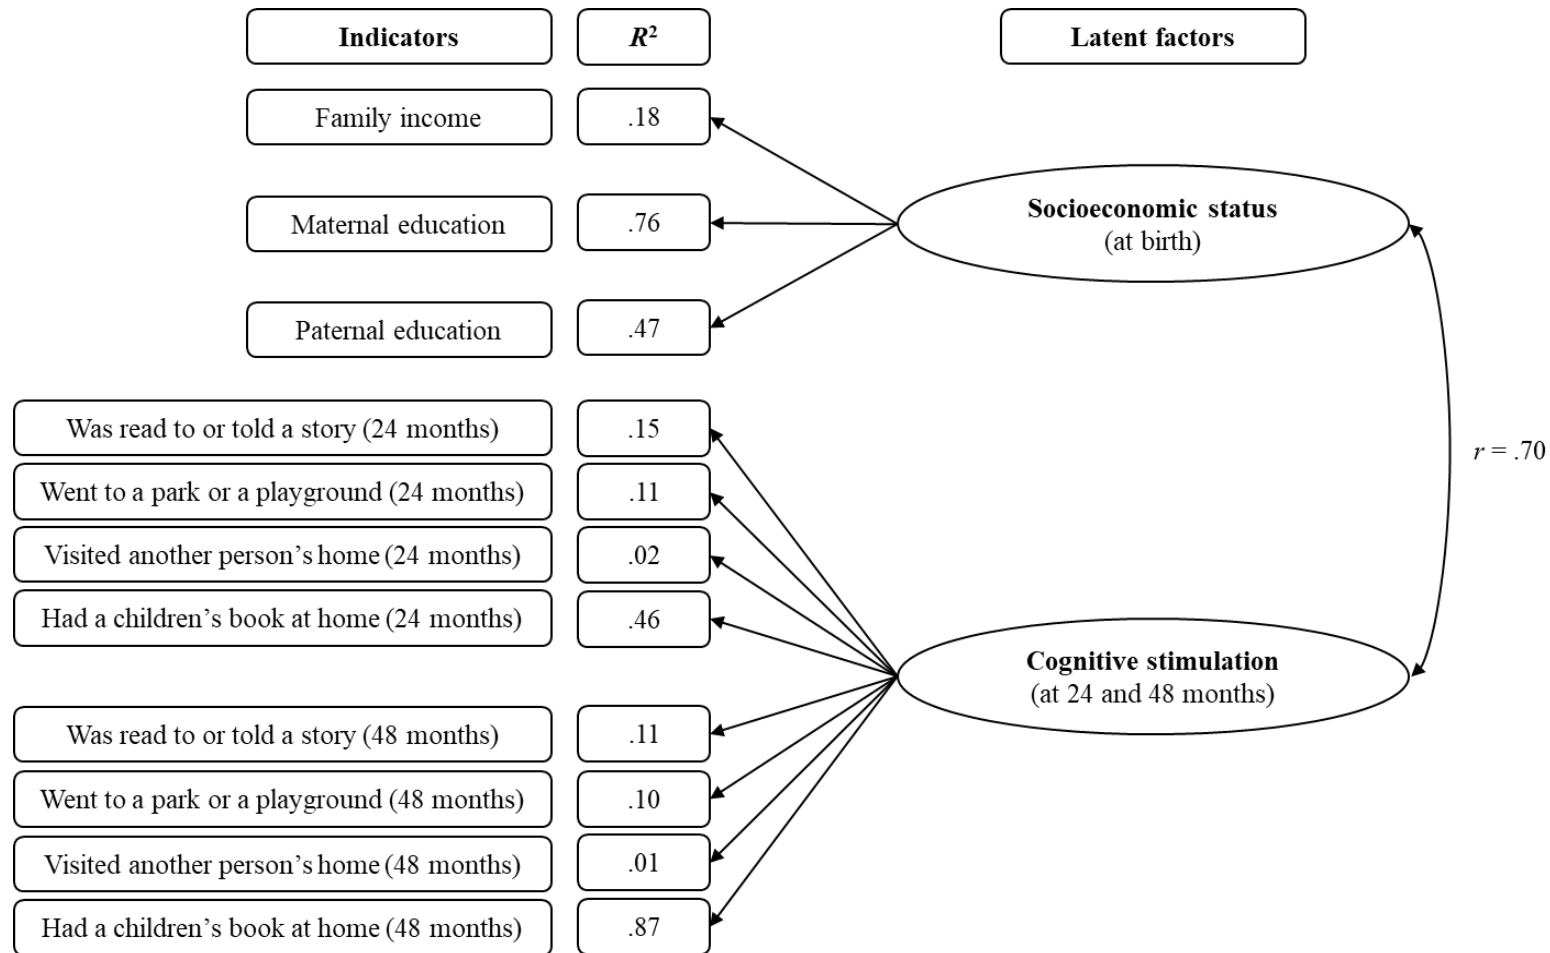 Indicators
R²
Latent factors
Family income
.18
Maternal education
.76
Socioeconomic status
(at birth)
Paternal education
.47
Was read to or told a story (24 months)
.15
Went to a park or a playground (24 months)
.11
Visited another person’s home (24 months)
.02
Had a children’s book at home (24 months)
.46
r = .70
Cognitive stimulation
(at 24 and 48 months)
Was read to or told a story (48 months)
.11
Went to a park or a playground (48 months)
.10
Visited another person’s home (48 months)
.01
Had a children’s book at home (48 months)
.87